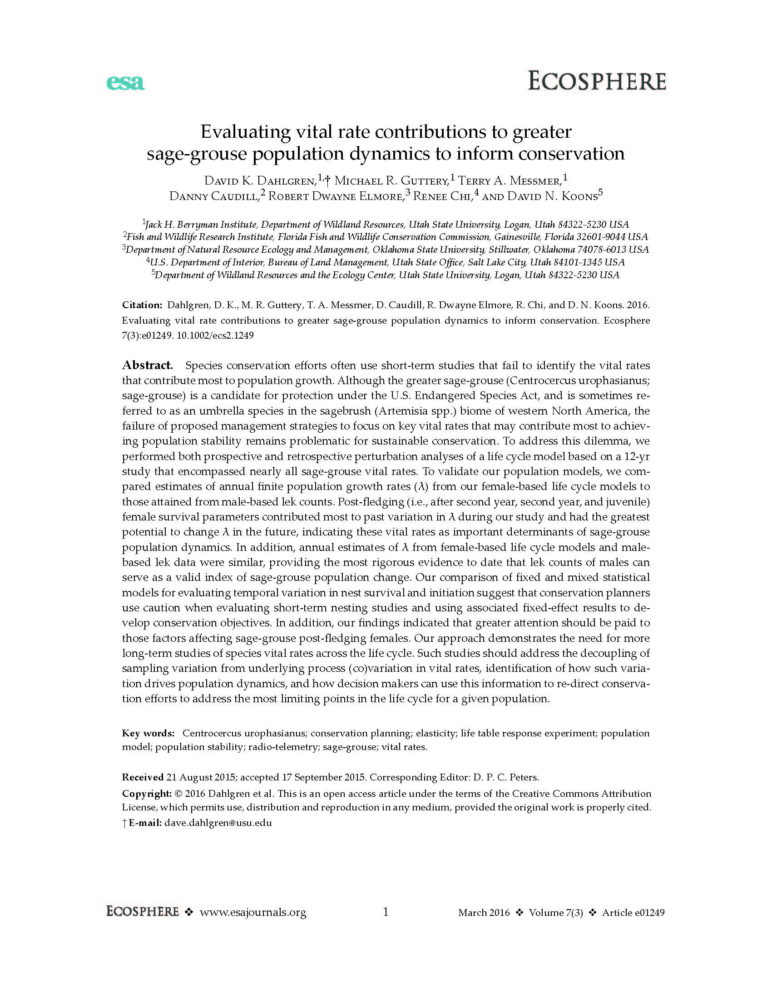 esa
ECOSPHERE
Evaluating vital rate contributions to greater
sage-grouse population dynamics to inform conservation
David K. Dahlgren,1,† Michael R. Guttery,1 Terry A. Messmer,1
Danny Caudill,2 Robert Dwayne Elmore,3 Renee Chi,4 and David N. Koons5
1Jack H. Berryman Institute, Department of Wildland Resources, Utah State University, Logan, Utah 84322-5230 USA
2Fish and Wildlife Research Institute, Florida Fish and Wildlife Conservation Commission, Gainesville, Florida 32601-9044 USA
3Department of Natural Resource Ecology and Management, Oklahoma State University, Stillwater, Oklahoma 74078-6013 USA
4U.S. Department of Interior, Bureau of Land Management, Utah State Office, Salt Lake City, Utah 84101-1345 USA
5Department of Wildland Resources and the Ecology Center, Utah State University, Logan, Utah 84322-5230 USA
Citation: Dahlgren, D. K., M. R. Guttery, T. A. Messmer, D. Caudill, R. Dwayne Elmore, R. Chi, and D. N. Koons. 2016.
Evaluating vital rate contributions to greater sage-grouse population dynamics to inform conservation. Ecosphere
7(3):e01249. 10.1002/ecs2.1249
Abstract. Species conservation efforts often use short-term studies that fail to identify the vital rates
that contribute most to population growth. Although the greater sage-grouse (Centrocercus urophasianus;
sage-grouse) is a candidate for protection under the U.S. Endangered Species Act, and is sometimes re-
ferred to as an umbrella species in the sagebrush (Artemisia spp.) biome of western North America, the
failure of proposed management strategies to focus on key vital rates that may contribute most to achiev-
ing population stability remains problematic for sustainable conservation. To address this dilemma, we
performed both prospective and retrospective perturbation analyses of a life cycle model based on a 12-yr
study that encompassed nearly all sage-grouse vital rates. To validate our population models, we com-
pared estimates of annual finite population growth rates (λ) from our female-based life cycle models to
those attained from male-based lek counts. Post-fledging (i.e., after second year, second year, and juvenile)
female survival parameters contributed most to past variation in λ during our study and had the greatest
potential to change λ in the future, indicating these vital rates as important determinants of sage-grouse
population dynamics. In addition, annual estimates of λ from female-based life cycle models and male-
based lek data were similar, providing the most rigorous evidence to date that lek counts of males can
serve as a valid index of sage-grouse population change. Our comparison of fixed and mixed statistical
models for evaluating temporal variation in nest survival and initiation suggest that conservation planners
use caution when evaluating short-term nesting studies and using associated fixed-effect results to de-
velop conservation objectives. In addition, our findings indicated that greater attention should be paid to
those factors affecting sage-grouse post-fledging females. Our approach demonstrates the need for more
long-term studies of species vital rates across the life cycle. Such studies should address the decoupling of
sampling variation from underlying process (co)variation in vital rates, identification of how such varia-
tion drives population dynamics, and how decision makers can use this information to re-direct conserva-
tion efforts to address the most limiting points in the life cycle for a given population.
Key words: Centrocercus urophasianus; conservation planning; elasticity; life table response experiment; population
model; population stability; radio-telemetry; sage-grouse; vital rates.
Received 21 August 2015; accepted 17 September 2015. Corresponding Editor: D. P. C. Peters.
Copyright: © 2016 Dahlgren et al. This is an open access article under the terms of the Creative Commons Attribution
License, which permits use, distribution and reproduction in any medium, provided the original work is properly cited.
† E-mail: dave.dahlgren@usu.edu
ECOSPHERE ❖ www.esajournals.org 1 March 2016 ❖ Volume 7(3) ❖ Article e01249